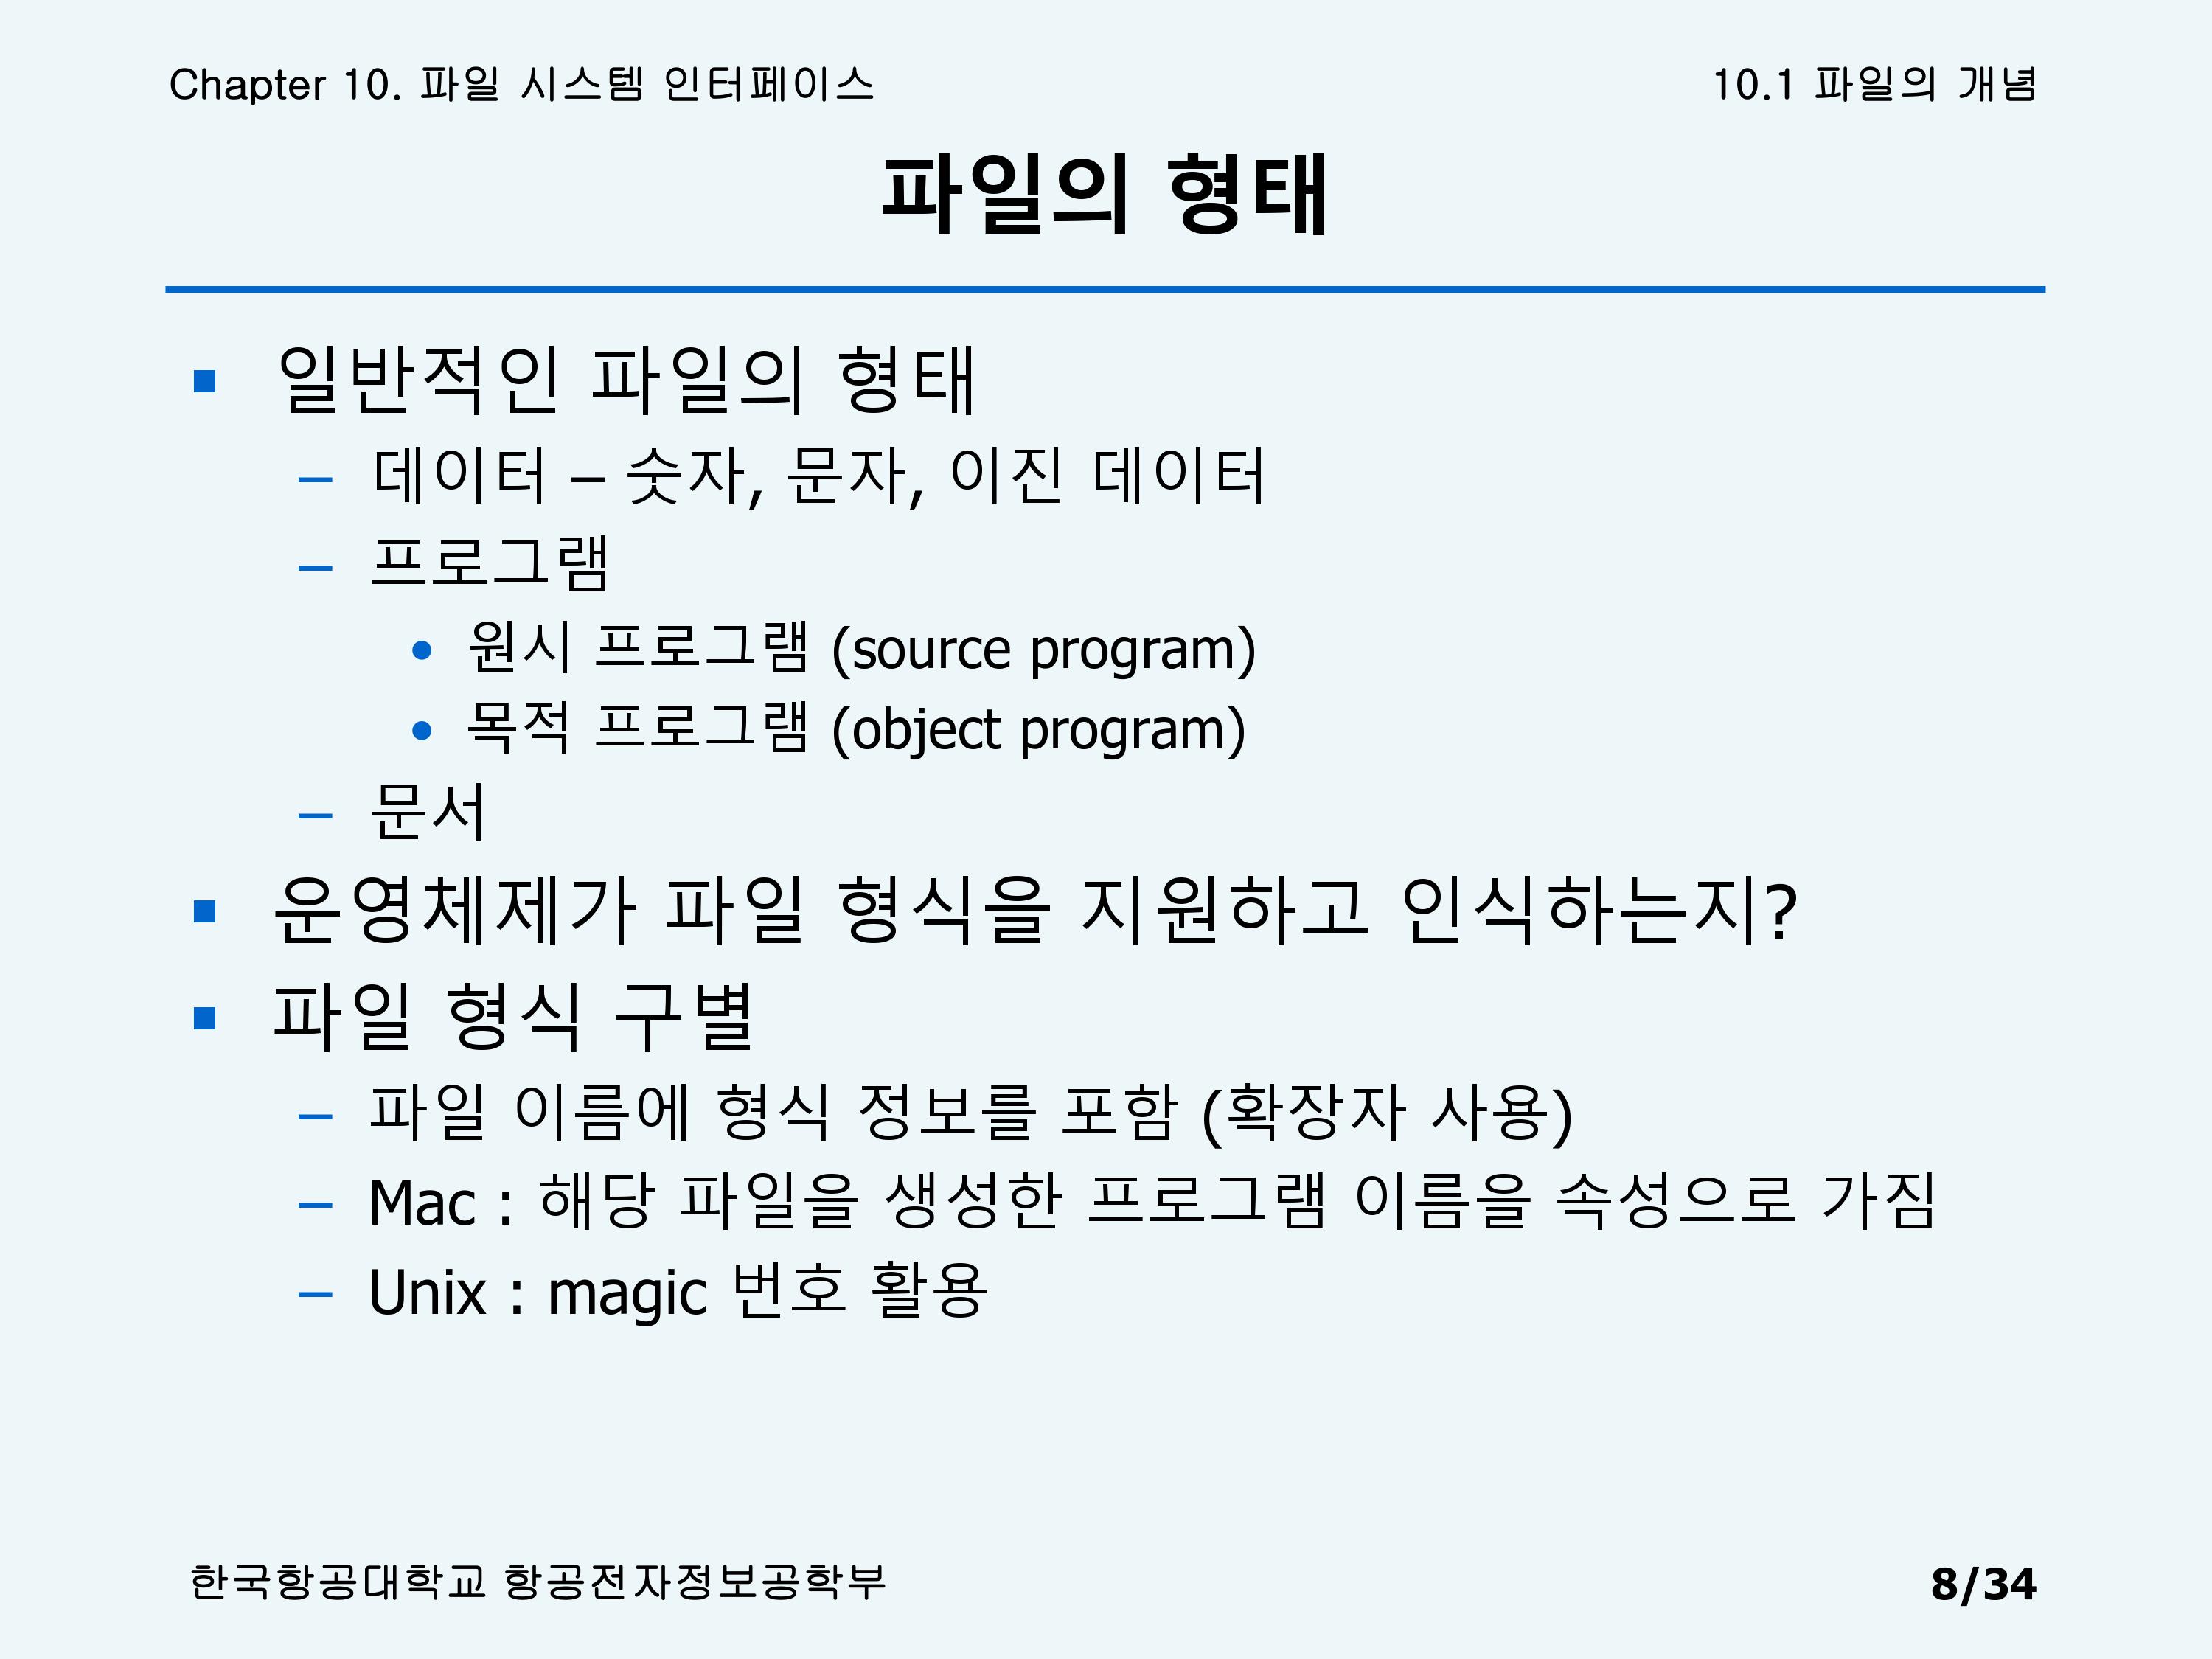 Chapter 10. 파일 시스템 인터페이스
10.1 파일의 개념
파일의 형태
▪ 일반적인 파일의 형태
– 데이터 – 숫자, 문자, 이진 데이터
– 프로그램
• 원시 프로그램 (source program)
• 목적 프로그램 (object program)
– 문서
▪ 운영체제가 파일 형식을 지원하고 인식하는지?
▪ 파일 형식 구별
– 파일 이름에 형식 정보를 포함 (확장자 사용)
– Mac : 해당 파일을 생성한 프로그램 이름을 속성으로 가짐
– Unix : magic 번호 활용
한국항공대학교 항공전자정보공학부
8/34